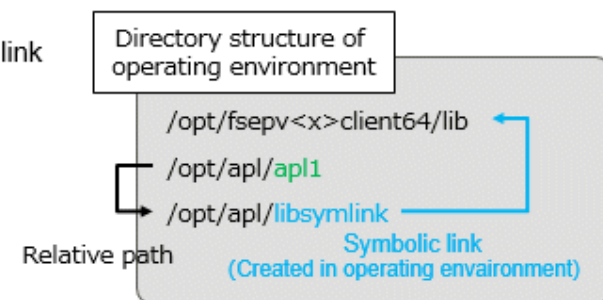 link
Directory structure of
operating environment
/opt/fsepv<x>client64/lib
/opt/apl/apl1
/opt/apl/libsymlink
Relative path
Symbolic link
(Created in operating envaironment)